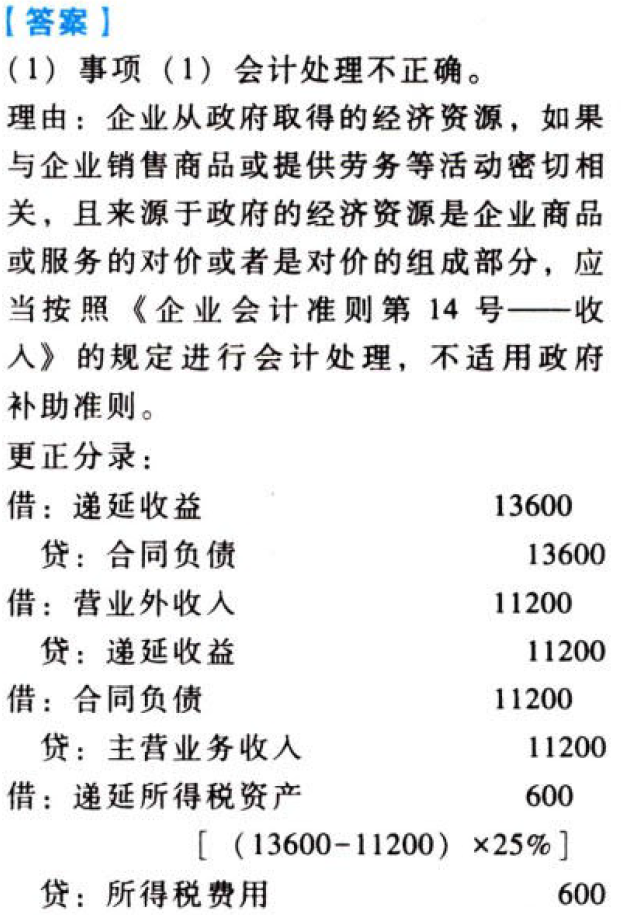 【答案】
(1) 事项 (1) 会计处理不正确。
理由：企业从政府取得的经济资源，如果
与企业销售商品或提供劳务等活动密切相
关，且来源于政府的经济资源是企业商品
或服务的对价或者是对价的组成部分，应
当按照《企业会计准则第 14 号——收
入》的规定进行会计处理，不适用政府
补助准则。
更正分录：
借：递延收益 13600
贷：合同负债 13600
借：营业外收入 11200
贷：递延收益 11200
借：合同负债 11200
贷：主营业务收入 11200
借：递延所得税资产 600
[ (13600-11200) ×25%]
贷：所得税费用 600